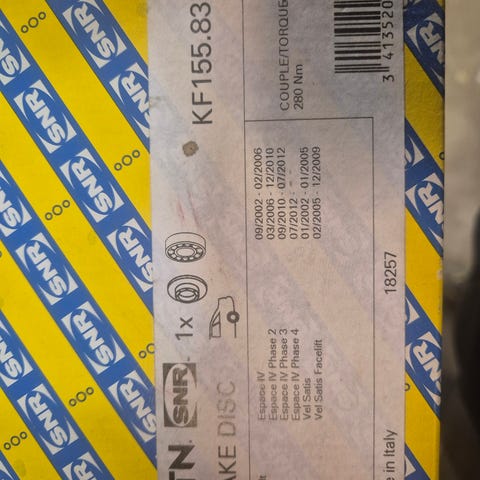 SNR
SNR
SNR
SNR
SNR
SNR
SNR
SNR
SNR
TN SNR 1x KF155.83
AKE DISC
COUPLE/TORQUE
280 Nm
Espace IV 09/2002 - 02/2006
Espace IV Phase 2 03/2006 - 12/2010
Espace IV Phase 3 09/2010 - 07/2012
Espace IV Phase 4 07/2012 - 
Vel Satis 01/2002 - 01/2005
Vel Satis Facelift 02/2005 - 12/2009
3 413520
e in Italy 18257